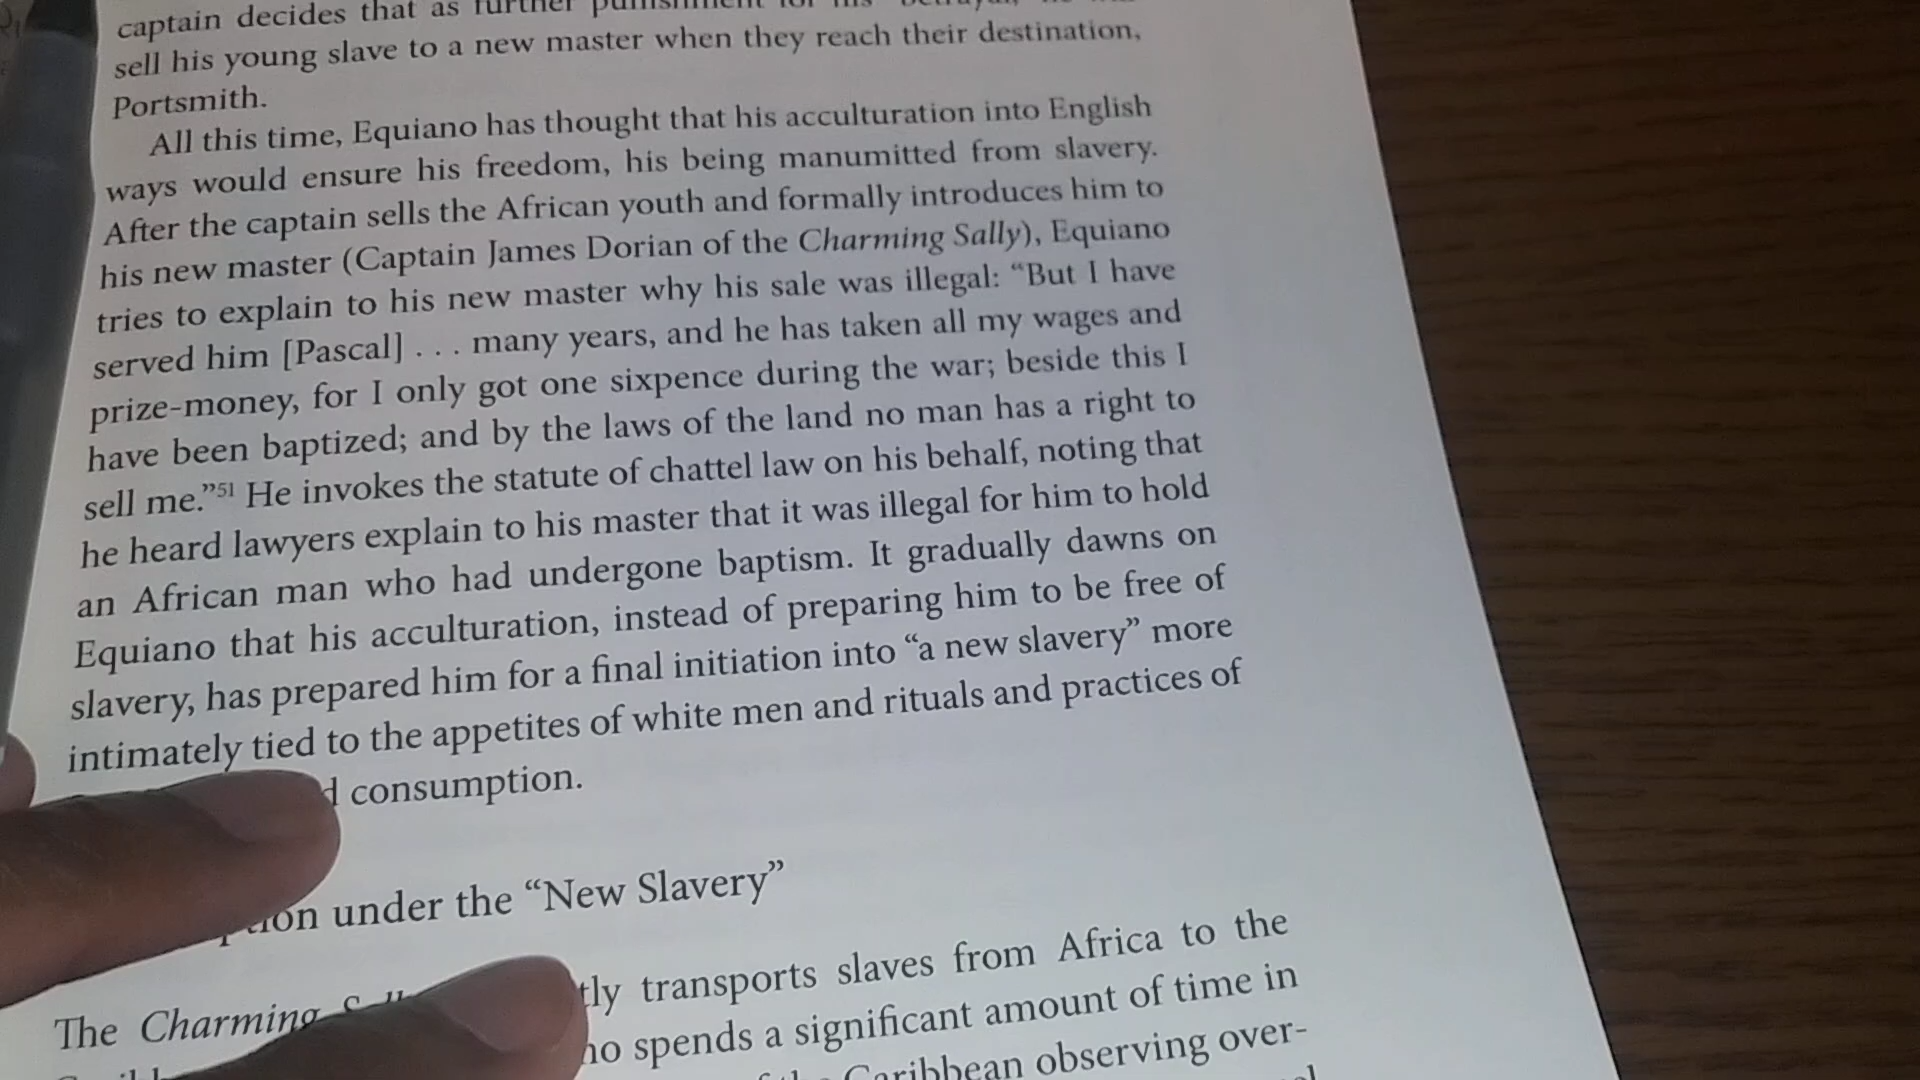 captain decides that as further punishment for his
sell his young slave to a new master when they reach their destination,
Portsmith.
All this time, Equiano has thought that his acculturation into English
ways would ensure his freedom, his being manumitted from slavery.
After the captain sells the African youth and formally introduces him to
his new master (Captain James Dorian of the Charming Sally), Equiano
tries to explain to his new master why his sale was illegal: “But I have
served him [Pascal] . . . many years, and he has taken all my wages and
prize-money, for I only got one sixpence during the war; beside this I
have been baptized; and by the laws of the land no man has a right to
sell me.”51 He invokes the statute of chattel law on his behalf, noting that
he heard lawyers explain to his master that it was illegal for him to hold
an African man who had undergone baptism. It gradually dawns on
Equiano that his acculturation, instead of preparing him to be free of
slavery, has prepared him for a final initiation into “a new slavery” more
intimately tied to the appetites of white men and rituals and practices of
consumption.
under the “New Slavery”
The Charming transports slaves from Africa to the
spends a significant amount of time in
Caribbean observing over-